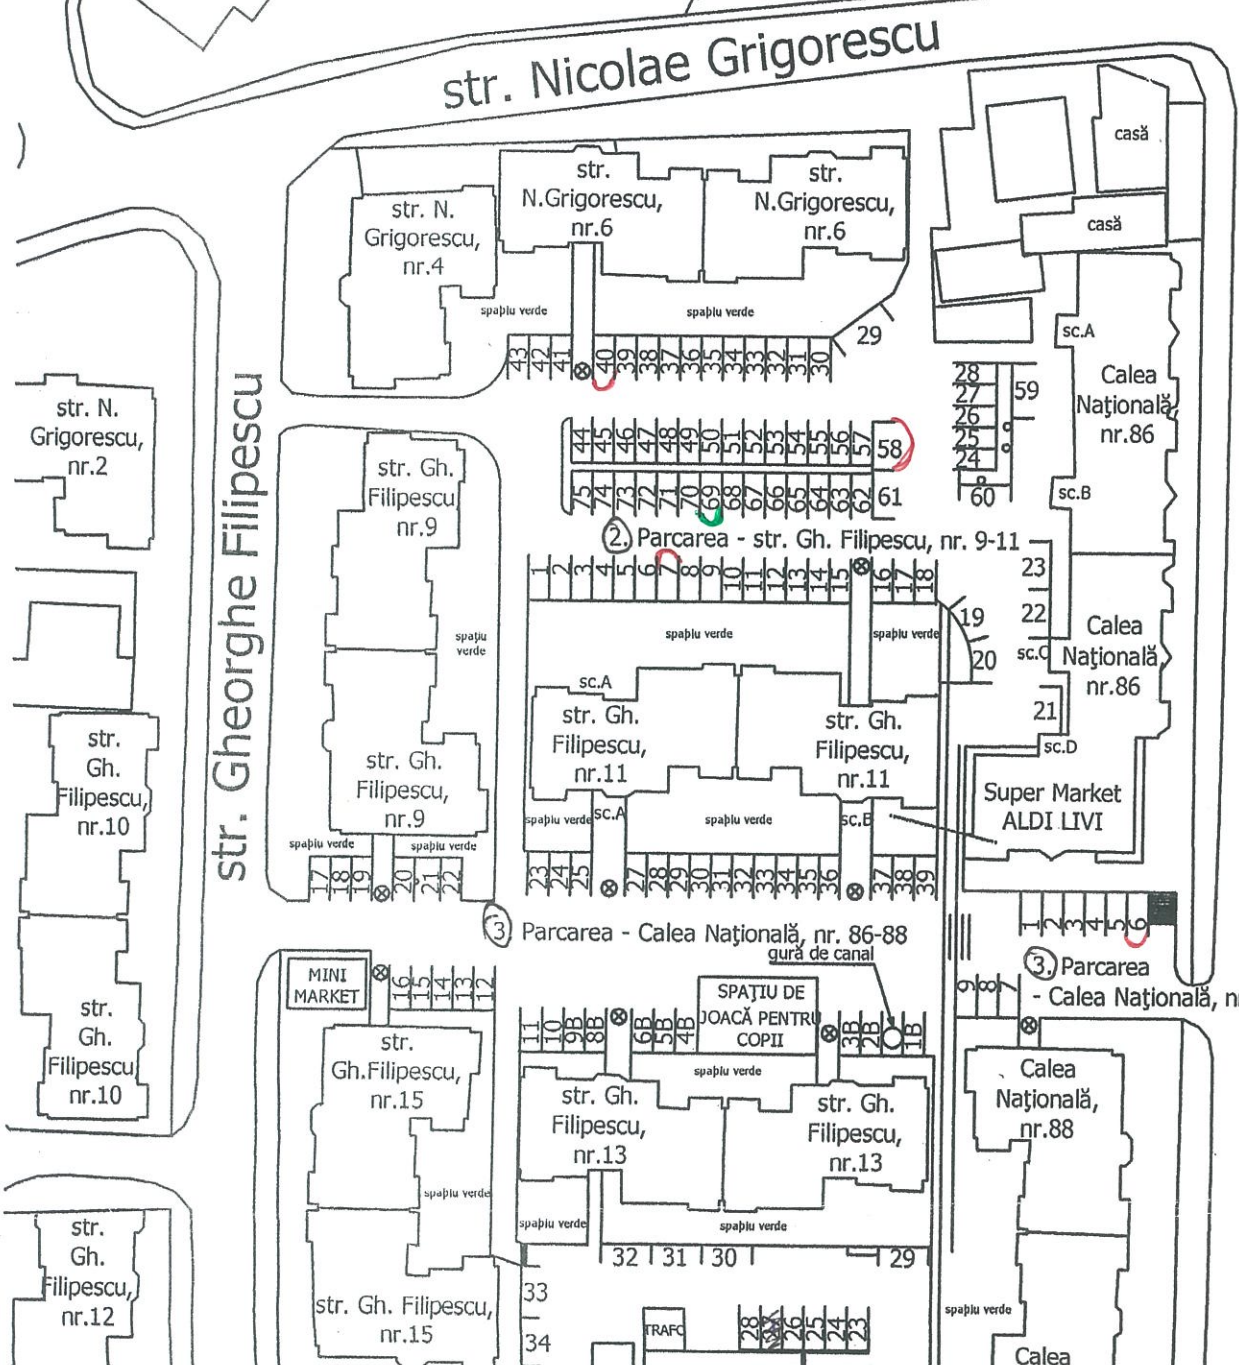 str. Nicolae Grigorescu
casă
casă
str.
N.Grigorescu,
nr.6
str.
N.Grigorescu,
nr.6
str. N.
Grigorescu,
nr.4
spaþiu verde
spaþiu verde
29
43 42 41 40 39 38 37 36 35 34 33 32 31 30
sc.A
Calea
Naţională,
nr.86
sc.B
28
27
26
25
24
59
60
str. N.
Grigorescu,
nr.2
str. Gheorghe Filipescu
str. Gh.
Filipescu,
nr.9
44 45 46 47 48 49 50 51 52 53 54 55 56 57 58
75 74 73 72 71 70 69 68 67 66 65 64 63 62 61
2. Parcarea - str. Gh. Filipescu, nr. 9-11
1 2 3 4 5 6 7 8 9 10 11 12 13 14 15 16 17 18
19
20
23
22
sc.C
21
sc.D
Calea
Naţională,
nr.86
spaþiu verde
spaþiu verde
spaţiu
verde
sc.A
str. Gh.
Filipescu,
nr.11
str. Gh.
Filipescu,
nr.11
str. Gh.
Filipescu,
nr.9
str.
Gh.
Filipescu,
nr.10
Super Market
ALDI LIVI
spaþiu verde
sc.A
spaþiu verde
sc.B
spaþiu verde
spaþiu verde
17 18 19 20 21 22
23 24 25 27 28 29 30 31 32 33 34 35 36 37 38 39
1 2 3 4 5 6
3 Parcarea - Calea Naţională, nr. 86-88
gură de canal
3. Parcarea
- Calea Naţională, n
9 8 7
MINI
MARKET
16 15 14 13 12
SPAŢIU DE
JOACĂ PENTRU
COPII
11 10 9B 8B 6B 5B 4B 3B 2B 1B
str.
Gh.
Filipescu,
nr.10
str.
Gh.Filipescu,
nr.15
spaþiu verde
str. Gh.
Filipescu,
nr.13
str. Gh.
Filipescu,
nr.13
Calea
Naţională,
nr.88
spaþiu verde
spaþiu verde
spaþiu verde
32 31 30 29
33
34
str.
Gh.
Filipescu,
nr.12
str. Gh. Filipescu,
nr.15
TRAFO
28 26 25 24 23
spaþiu verde
Calea